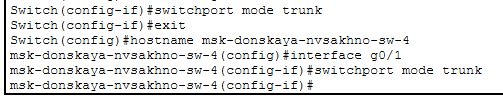 Switch(config-if)#switchport mode trunk
Switch(config-if)#exit
Switch(config)#hostname msk-donskaya-nvsakhno-sw-4
msk-donskaya-nvsakhno-sw-4(config)#interface g0/1
msk-donskaya-nvsakhno-sw-4(config-if)#switchport mode trunk
msk-donskaya-nvsakhno-sw-4(config-if)#